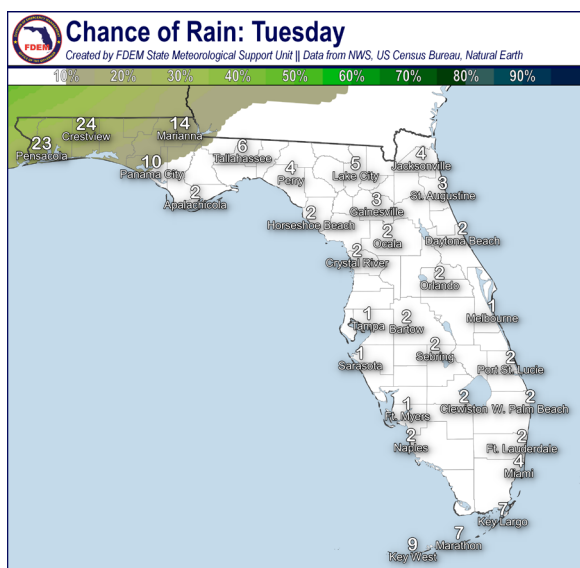 Chance of Rain: Tuesday
Created by FDEM State Meteorological Support Unit || Data from NWS, US Census Bureau, Natural Earth
FDEM
10% 20% 30% 40% 50% 60% 70% 80% 90%
24
Crestview
14
Marianna
23
Pensacola
6
Tallahassee
10
Panama City
4
Perry
5
Lake City
4
Jacksonville
2
Apalachicola
3
St. Augustine
3
Gainesville
2
Horseshoe Beach
2
Ocala
2
Daytona Beach
2
Crystal River
2
Orlando
1
Melbourne
1
Tampa
2
Bartow
2
Sebring
1
Sarasota
2
Port St. Lucie
1
Ft. Myers
2
Clewiston
2
W. Palm Beach
2
Naples
2
Ft. Lauderdale
4
Miami
7
Key Largo
7
Marathon
9
Key West